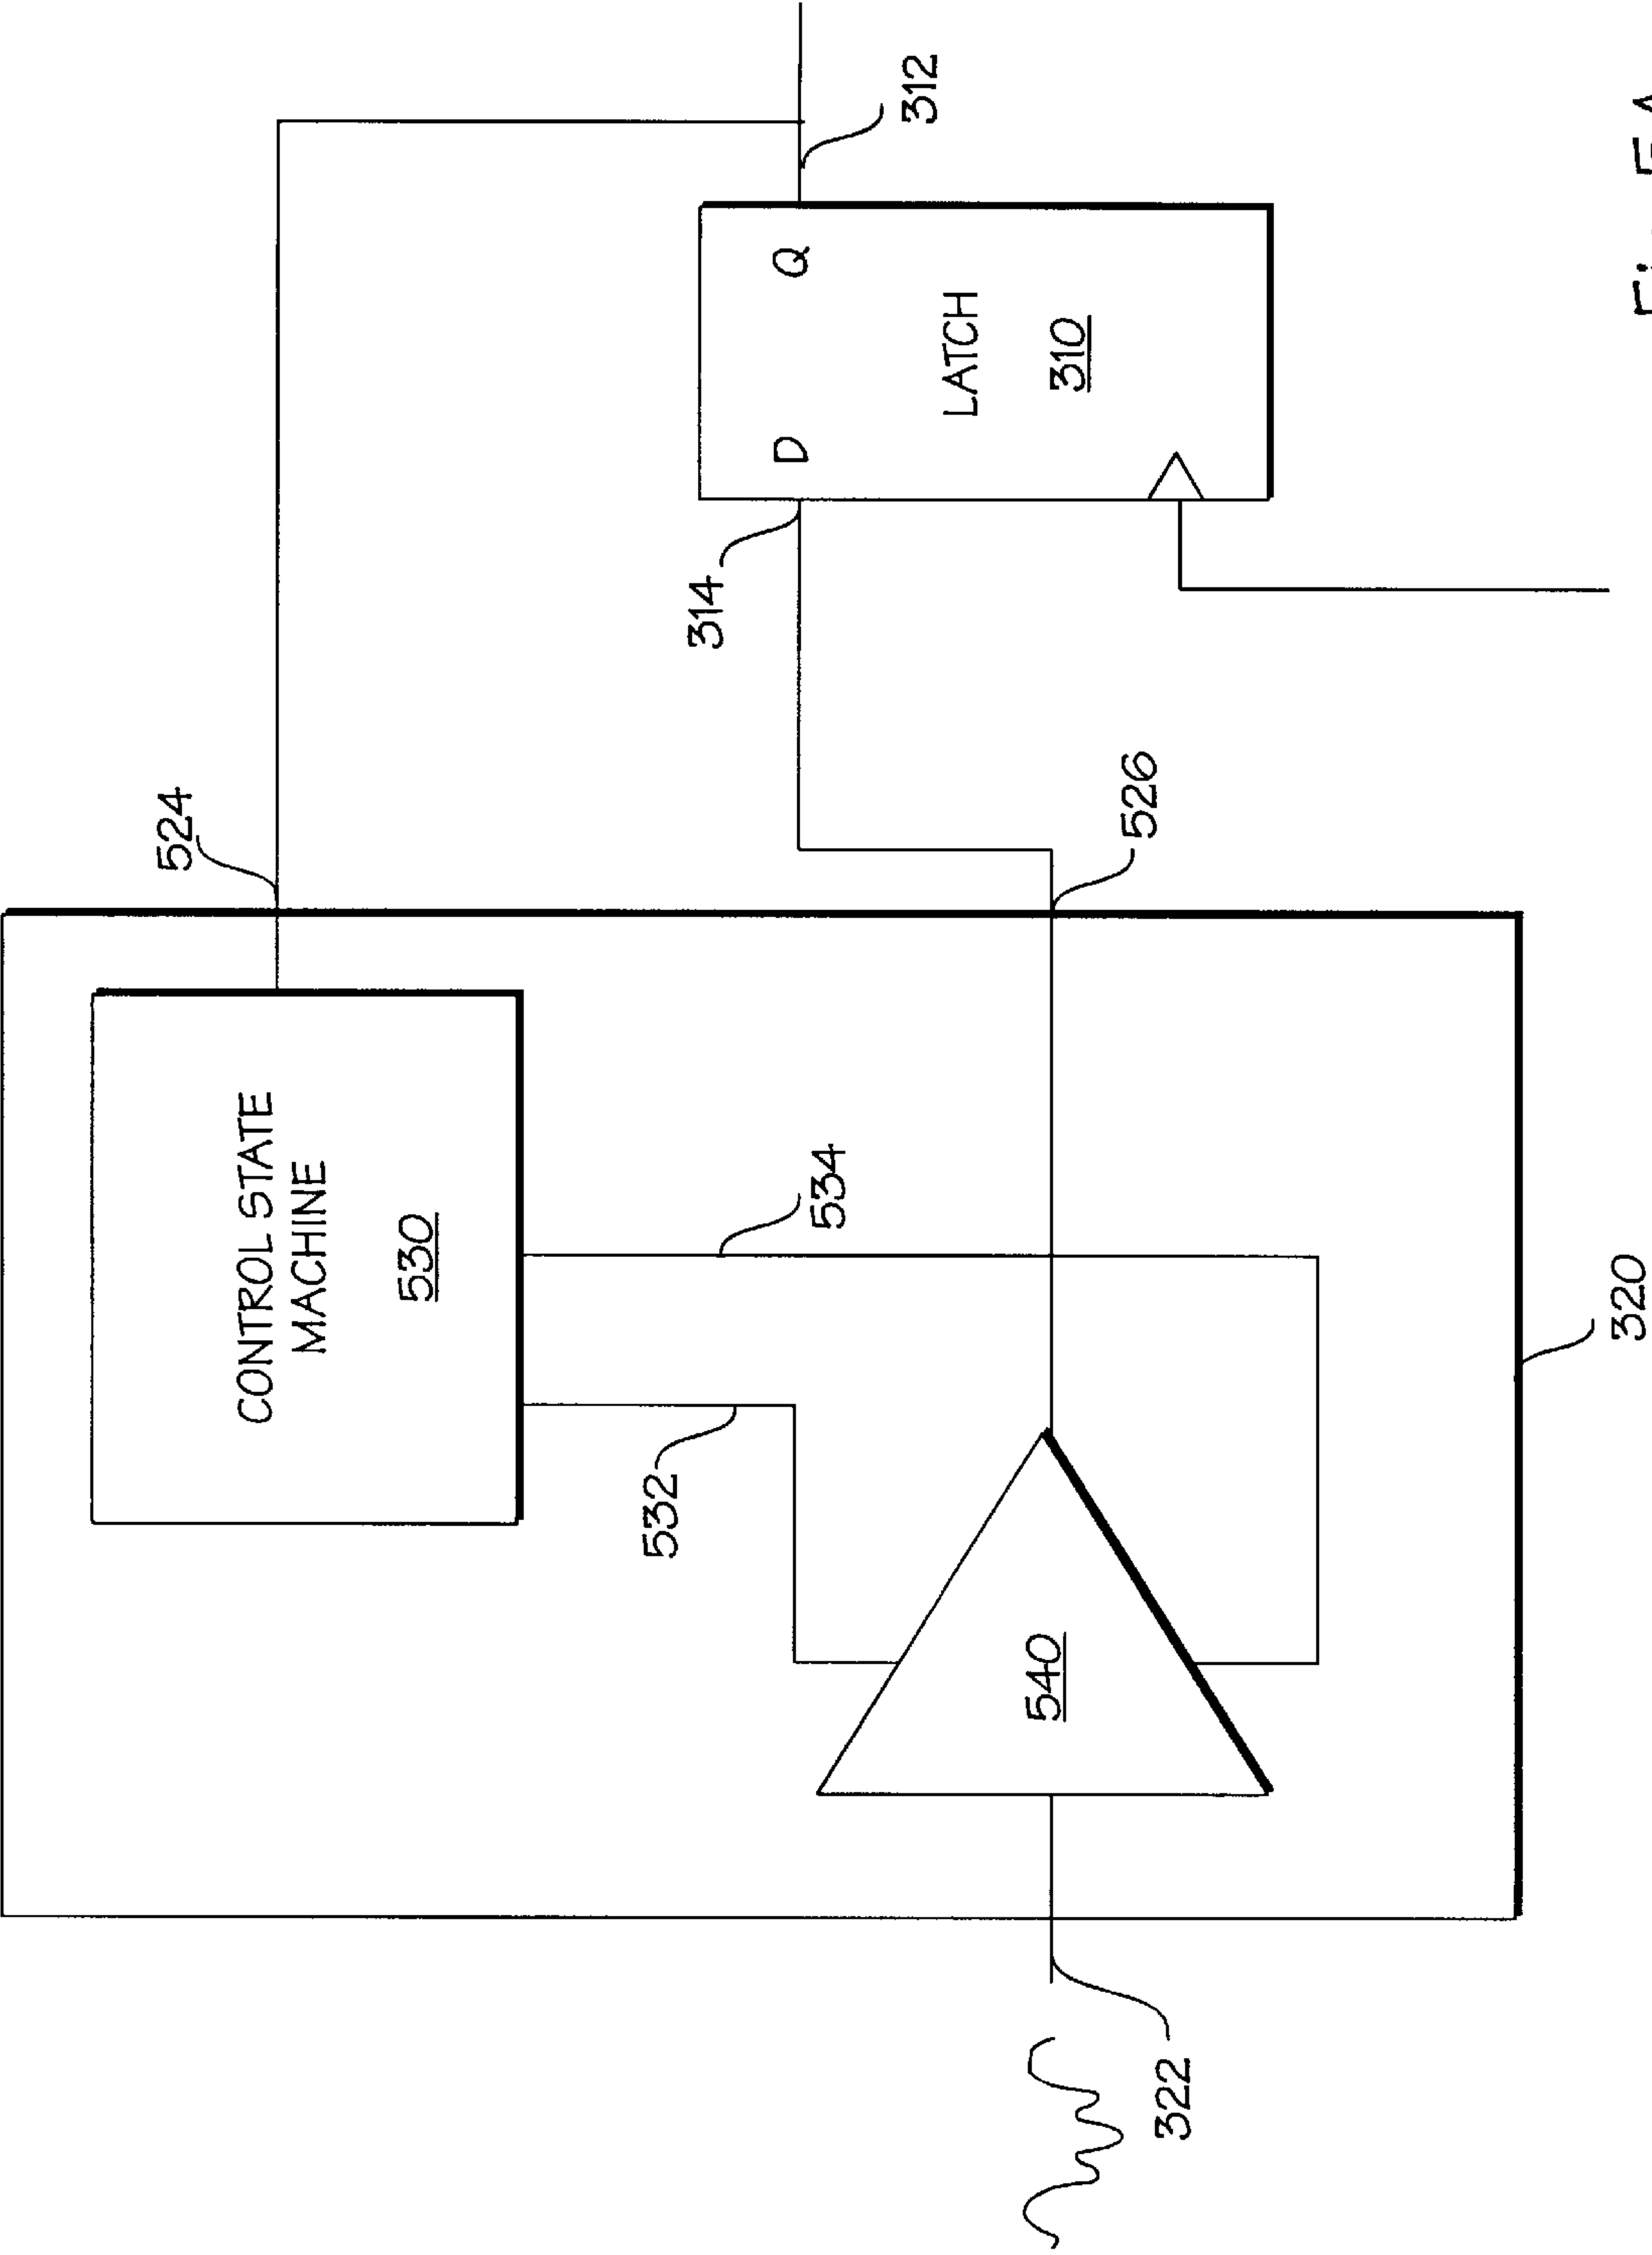 524
CONTROL STATE
MACHINE
530
532
534
314
D
Q
312
LATCH
310
540
526
322
320